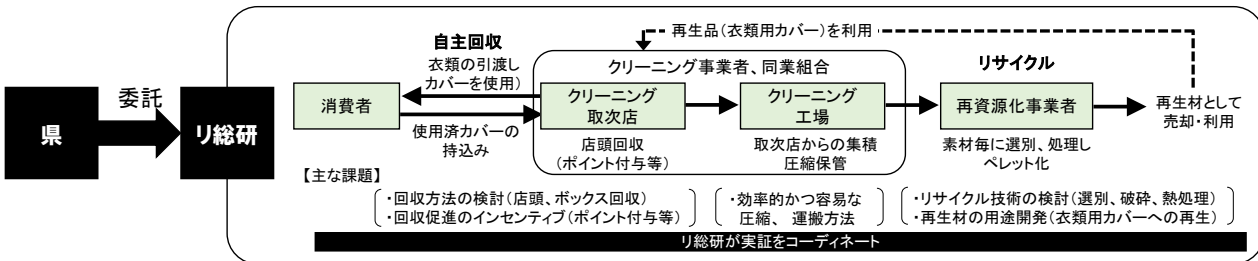 再生品(衣類用カバー)を利用
自主回収
衣類の引渡し
カバーを使用)
クリーニング事業者、同業組合
リサイクル
委託
県
リ総研
消費者
クリーニング
取次店
クリーニング
工場
再資源化事業者
再生材として
売却・利用
使用済カバーの
持込み
店頭回収
(ポイント付与等)
取次店からの集積
圧縮保管
素材毎に選別、処理し
ペレット化
【主な課題】
・回収方法の検討(店頭、ボックス回収)
・回収促進のインセンティブ(ポイント付与等)
・効率的かつ容易な
圧縮、運搬方法
・リサイクル技術の検討(選別、破砕、熱処理)
・再生材の用途開発(衣類用カバーへの再生)
リ総研が実証をコーディネート